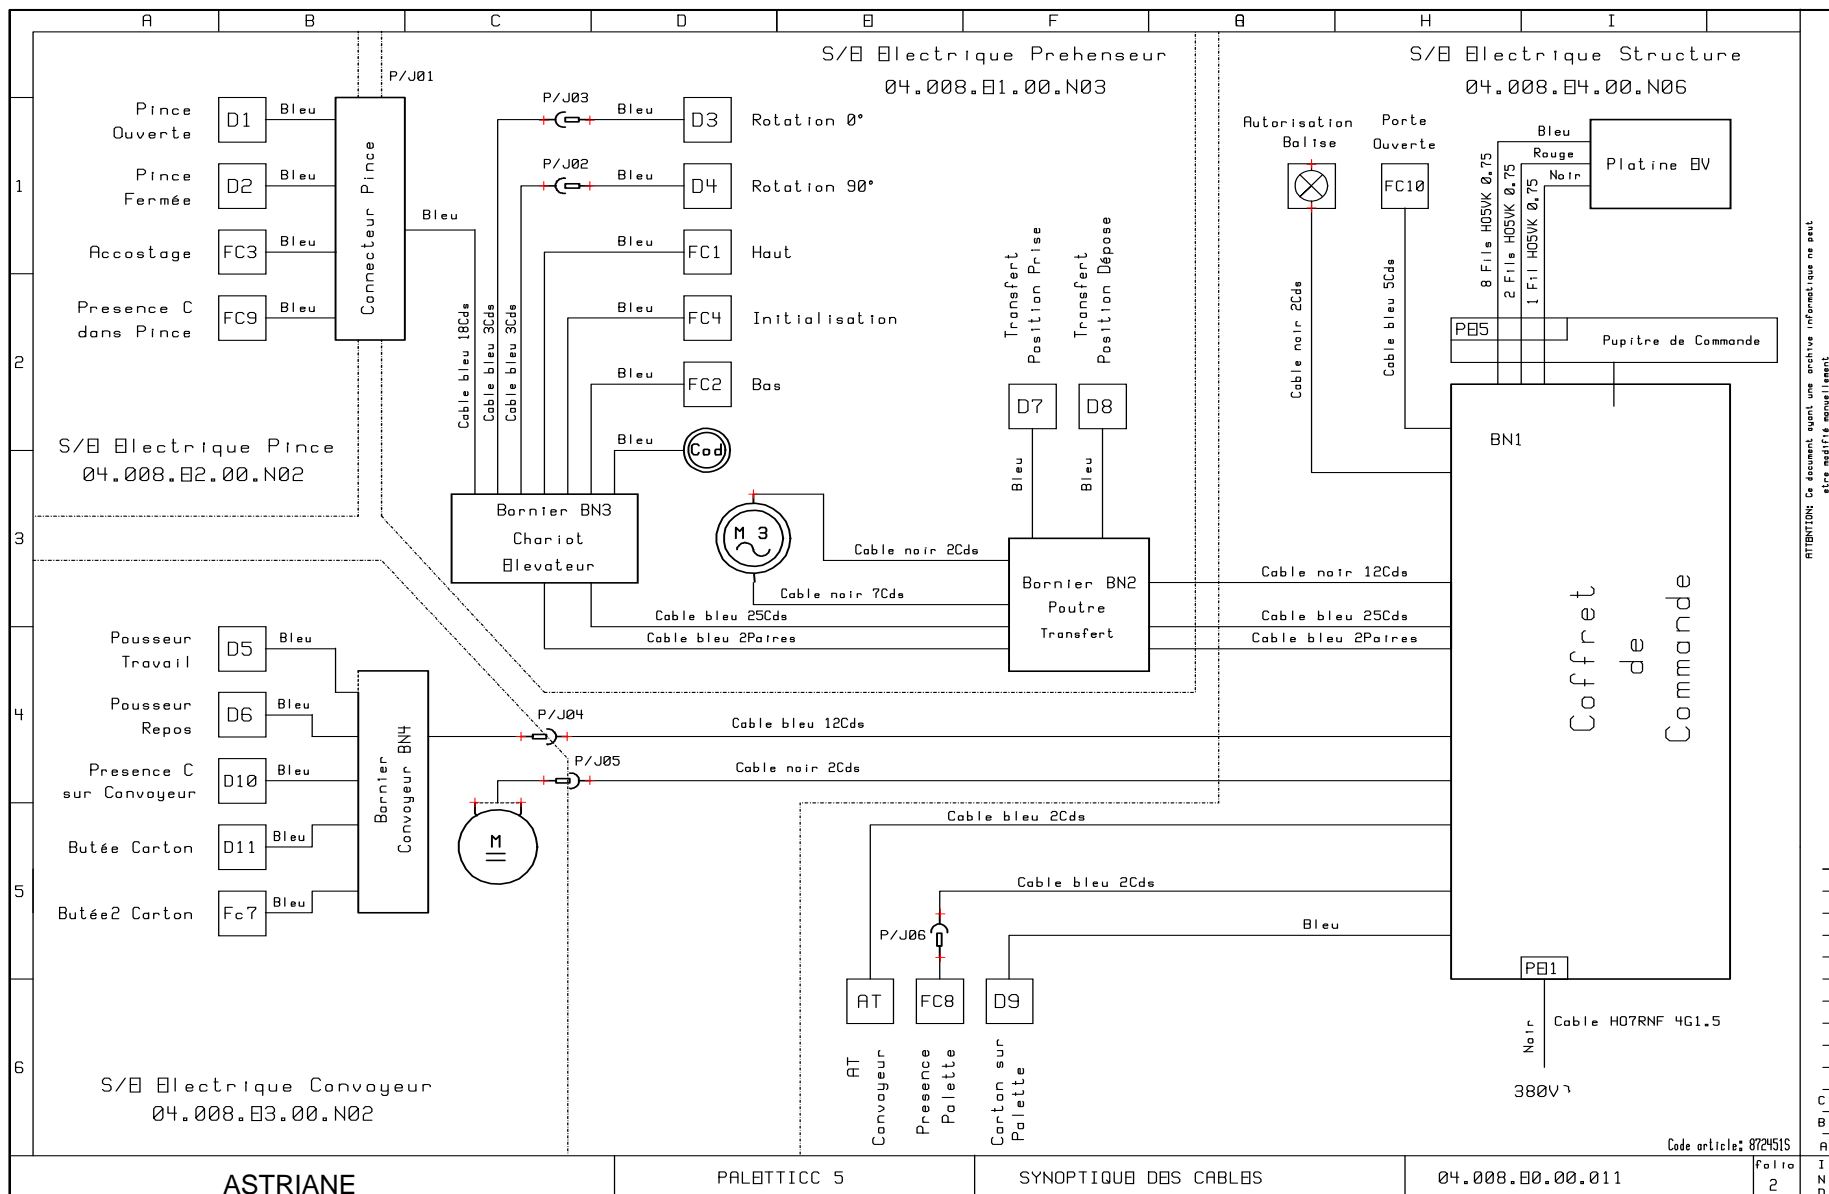 A B C D E F G H I
S/E Electrique Prehenseur
04.008.E1.00.N03
S/E Electrique Structure
04.008.E4.00.N06
P/J01
Pince
Ouverte
D1
Bleu
Pince
Fermée
D2
Bleu
Accostage
FC3
Bleu
Presence C
dans Pince
FC9
Bleu
Connecteur Pince
Bleu
S/E Electrique Pince
04.008.E2.00.N02
P/J03
Bleu
D3
Rotation 0°
P/J02
Bleu
D4
Rotation 90°
Bleu
FC1
Haut
Bleu
FC4
Initialisation
Bleu
FC2
Bas
Bleu
Cod
Cable bleu 18Cds
Cable bleu 3Cds
Cable bleu 3Cds
Bornier BN3
Chariot
Elevateur
M 3
Transfert
Position Prise
Transfert
Position Dépose
D7
D8
Bleu
Bleu
Cable noir 2Cds
Cable noir 7Cds
Cable bleu 25Cds
Cable bleu 2Paires
Bornier BN2
Poutre
Transfert
Cable noir 12Cds
Cable bleu 25Cds
Cable bleu 2Paires
Autorisation
Balise
Porte
Ouverte
FC10
Cable noir 2Cds
Cable bleu 5Cds
Bleu
Rouge
Noir
Platine EV
8 Fils H05VK 0.75
2 Fils H05VK 0.75
1 Fil H05VK 0.75
PE5
Pupitre de Commande
BN1
Coffret
de
Commande
Pousseur
Travail
D5
Bleu
Pousseur
Repos
D6
Bleu
Presence C
sur Convoyeur
D10
Bleu
Butée Carton
D11
Bleu
Butée2 Carton
Fc7
Bleu
Bornier
Convoyeur BN4
P/J04
Cable bleu 12Cds
P/J05
Cable noir 2Cds
M
Cable bleu 2Cds
Cable bleu 2Cds
P/J06
Bleu
AT
FC8
D9
AT
Convoyeur
Presence
Palette
Carton sur
Palette
PE1
Noir
Cable H07RNF 4G1.5
380V
S/E Electrique Convoyeur
04.008.E3.00.N02
1
2
3
4
5
6
ATTENTION: Ce document ayant une archive informatique ne peut
etre modifié manuellement
Code article: 872451S
ASTRIANE
PALETTICC 5
SYNOPTIQUE DES CABLES
04.008.E0.00.011
folio
2
C
B
A
I
N
D